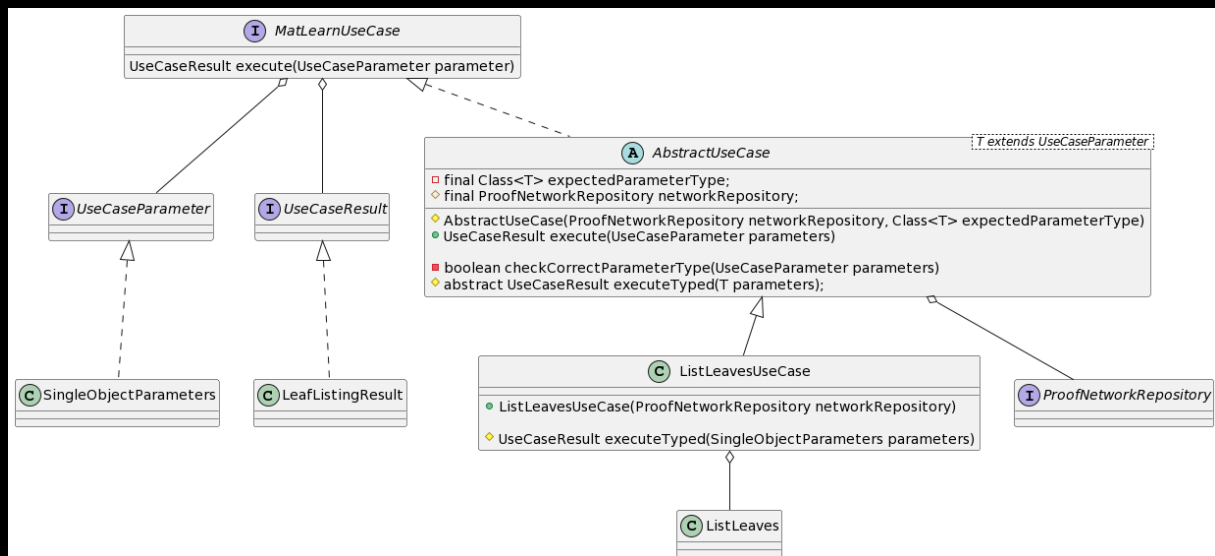 I MatLearnUseCase
UseCaseResult execute(UseCaseParameter parameter)
T extends UseCaseParameter
A AbstractUseCase
final Class<T> expectedParameterType;
final ProofNetworkRepository networkRepository;
AbstractUseCase(ProofNetworkRepository networkRepository, Class<T> expectedParameterType)
UseCaseResult execute(UseCaseParameter parameters)
boolean checkCorrectParameterType(UseCaseParameter parameters)
abstract UseCaseResult executeTyped(T parameters);
I UseCaseParameter
I UseCaseResult
C SingleObjectParameters
C LeafListingResult
C ListLeavesUseCase
ListLeavesUseCase(ProofNetworkRepository networkRepository)
UseCaseResult executeTyped(SingleObjectParameters parameters)
I ProofNetworkRepository
C ListLeaves